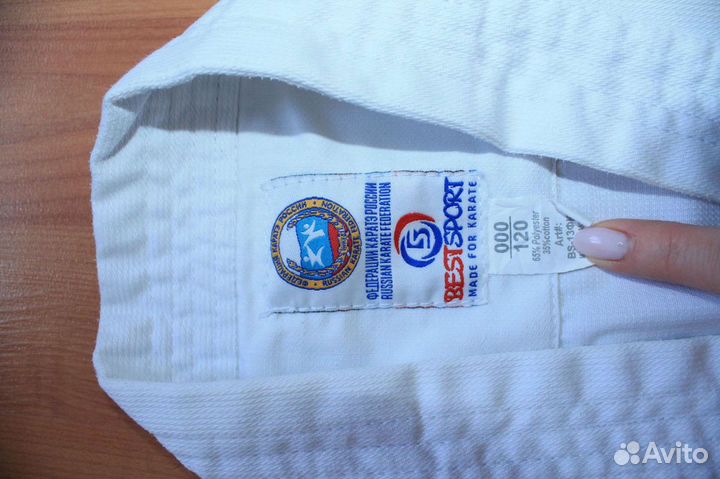 ФЕДЕРАЦИЯ КАРАТЭ РОССИИ
RUSSIAN KARATE FEDERATION
ФЕДЕРАЦИИ КАРАТЭ РОССИИ
RUSSIAN KARATE FEDERATION
BESTSPORT
MADE FOR KARATE
000
120
65% Polyester
35%cotton
Art#:
Avito